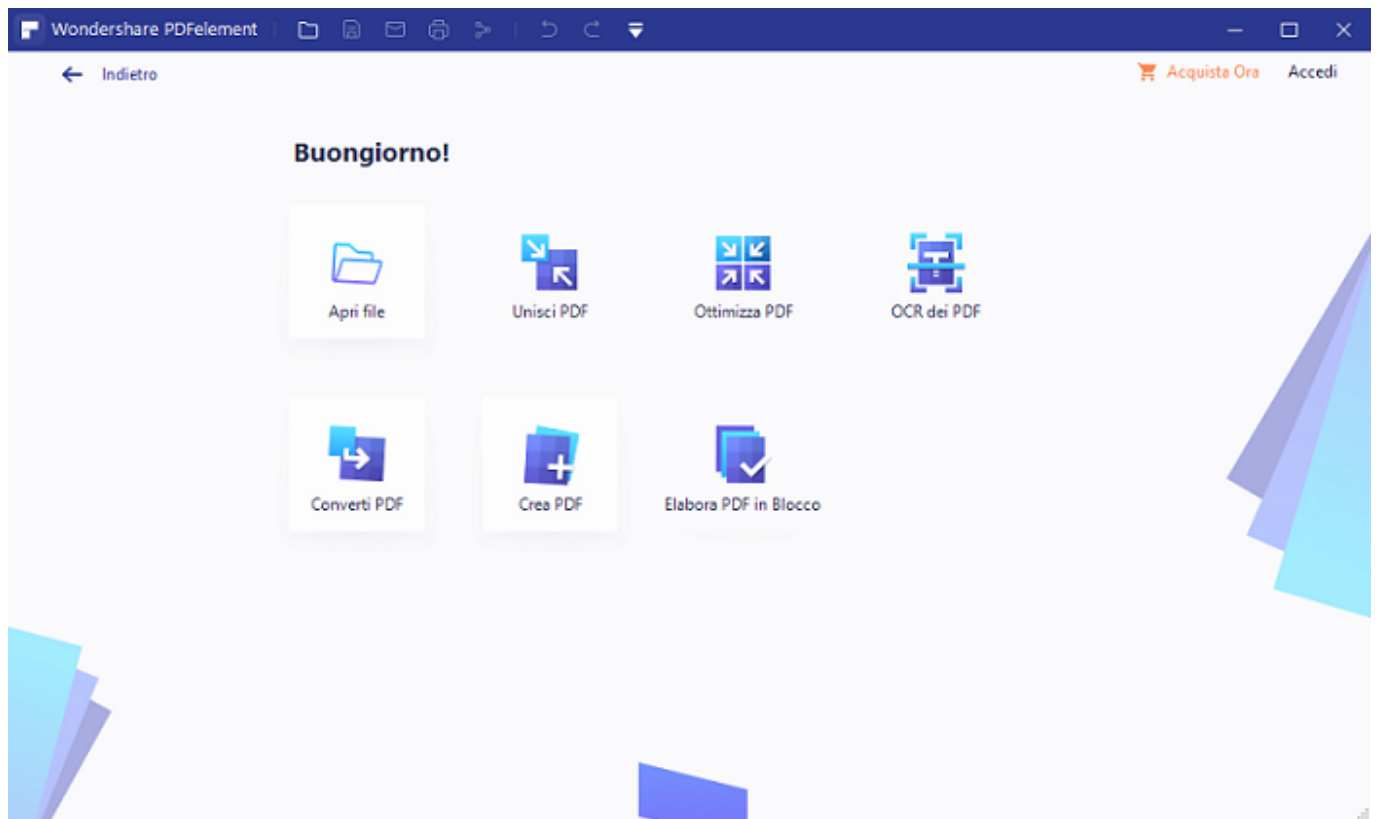 Wondershare PDFelement
Indietro
Acquista Ora Accedi
Buongiorno!
Apri file
Unisci PDF
Ottimizza PDF
OCR dei PDF
Converti PDF
Crea PDF
Elabora PDF in Blocco